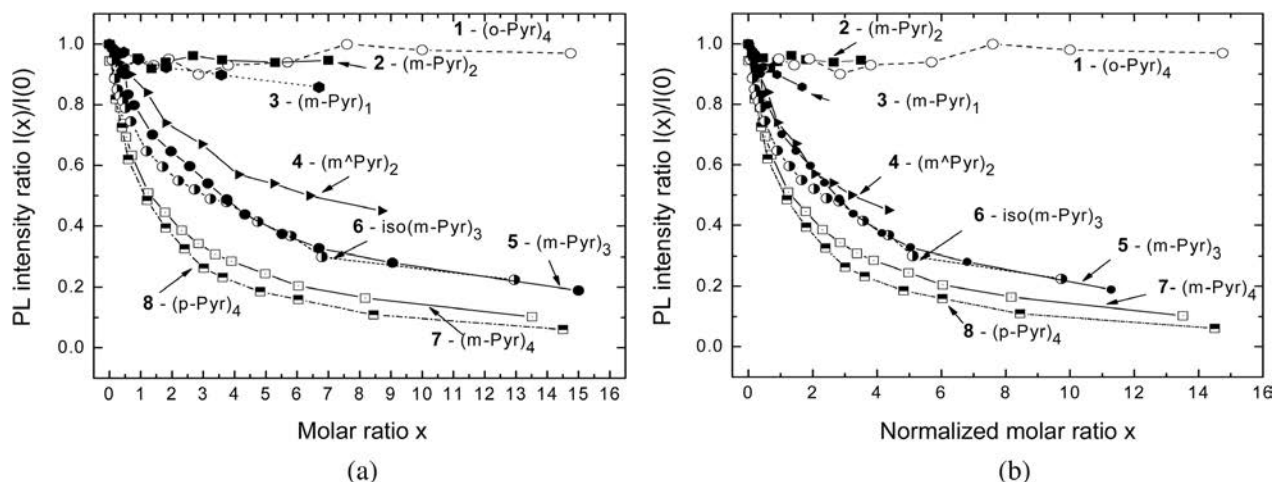 1 - (o-Pyr)4
2 - (m-Pyr)2
3 - (m-Pyr)1
4 - (m^Pyr)2
6 - iso(m-Pyr)3
5 - (m-Pyr)3
8 - (p-Pyr)4
7 - (m-Pyr)4
PL intensity ratio I(x)/I(0)
1.0
0.8
0.6
0.4
0.2
0.0
0 1 2 3 4 5 6 7 8 9 10 11 12 13 14 15 16
Molar ratio x
(a)
2 - (m-Pyr)2
1 - (o-Pyr)4
3 - (m-Pyr)1
4 - (m^Pyr)2
6 - iso(m-Pyr)3
5 - (m-Pyr)3
7- (m-Pyr)4
8 - (p-Pyr)4
PL intensity ratio I(x)/I(0)
1.0
0.8
0.6
0.4
0.2
0.0
0 2 4 6 8 10 12 14 16
Normalized molar ratio x
(b)